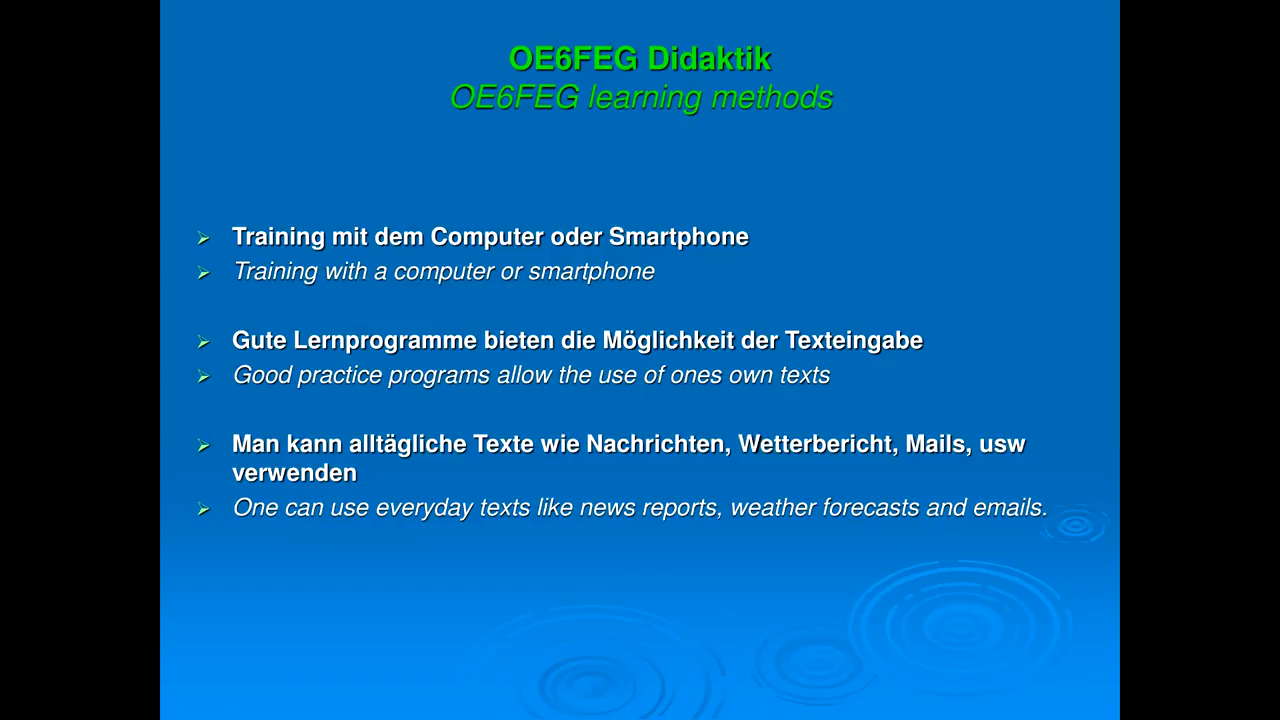 OE6FEG Didaktik
OE6FEG learning methods
Training mit dem Computer oder Smartphone
Training with a computer or smartphone
Gute Lernprogramme bieten die Möglichkeit der Texteingabe
Good practice programs allow the use of ones own texts
Man kann alltägliche Texte wie Nachrichten, Wetterbericht, Mails, usw
verwenden
One can use everyday texts like news reports, weather forecasts and emails.